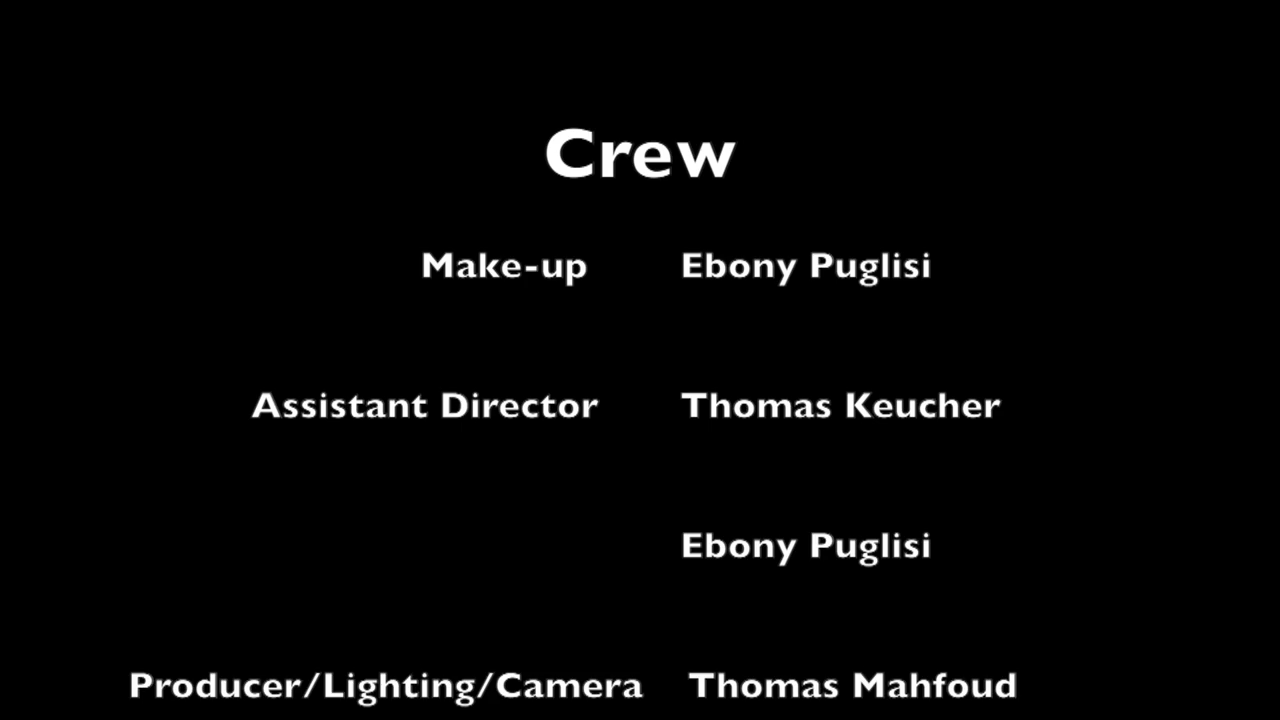 Crew
Make-up Ebony Puglisi
Assistant Director Thomas Keucher
Ebony Puglisi
Producer/Lighting/Camera Thomas Mahfoud